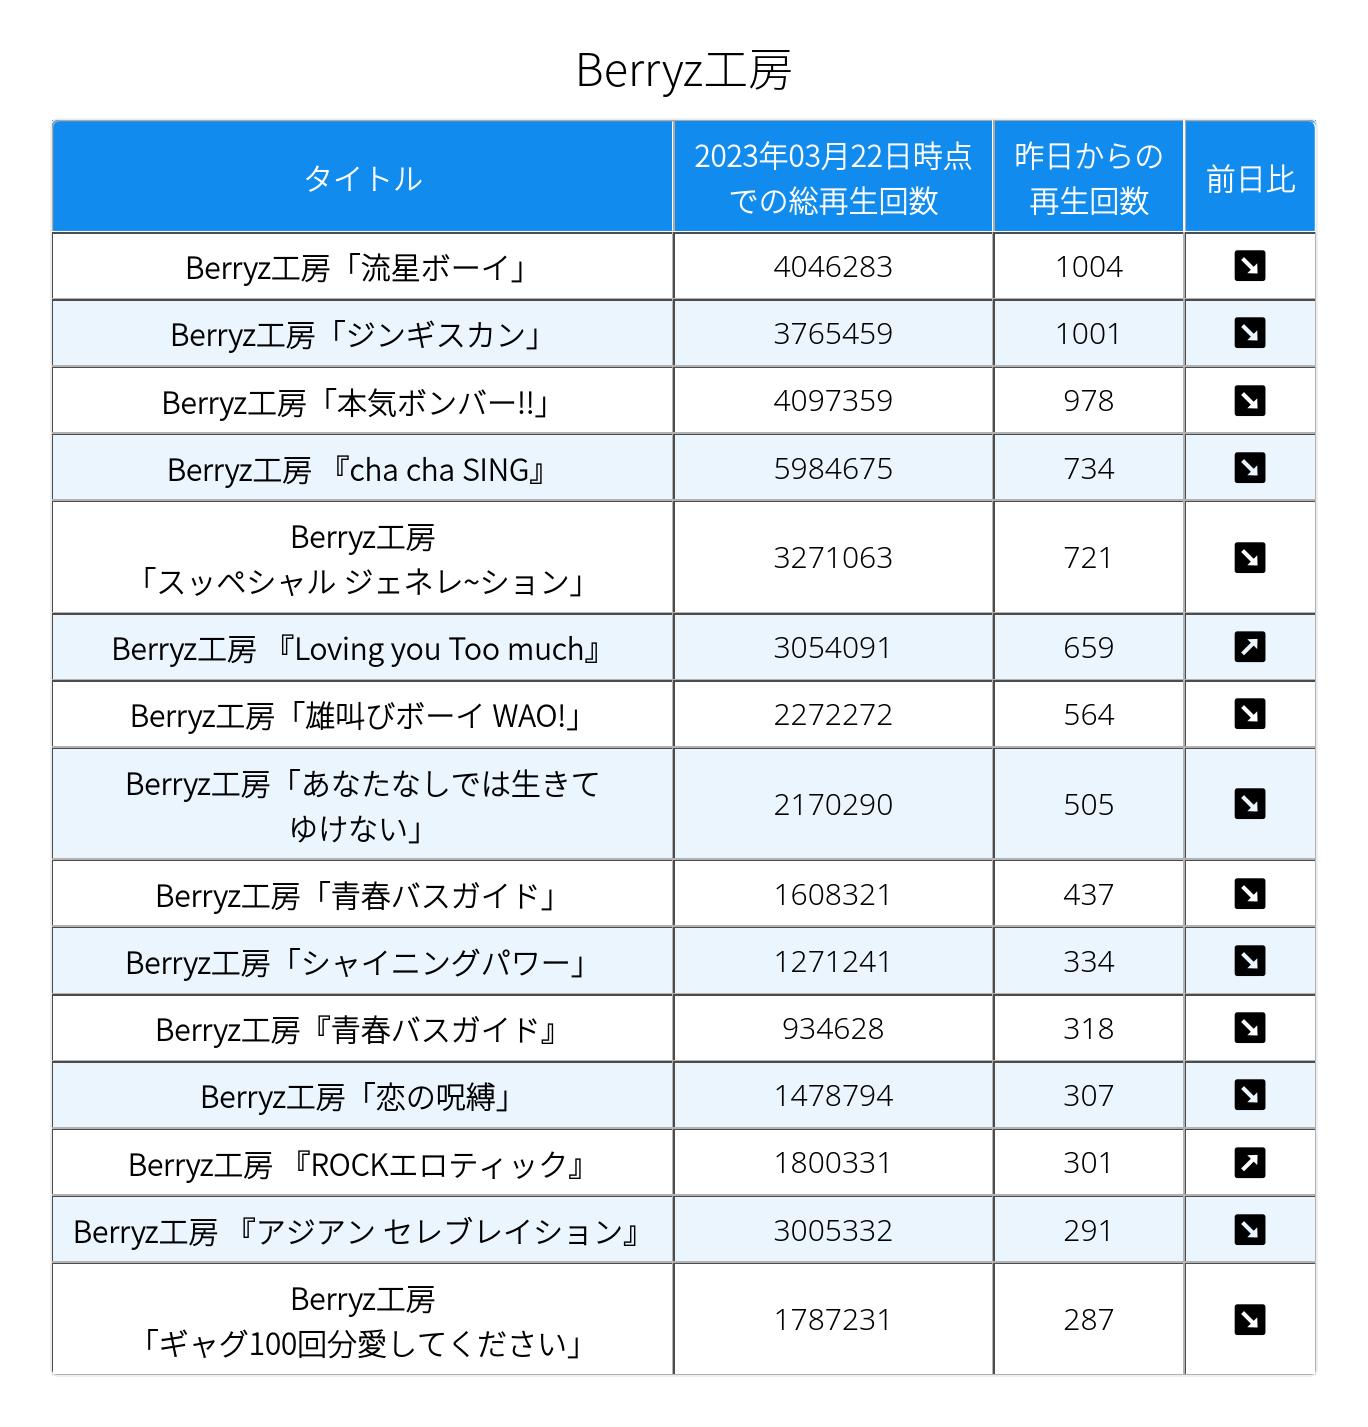 Berryz工房
タイトル
2023年03月22日時点
での総再生回数
昨日からの
再生回数
前日比
Berryz工房「流星ボーイ」 4046283 1004
Berryz工房「ジンギスカン」 3765459 1001
Berryz工房「本気ボンバー!!」 4097359 978
Berryz工房 『cha cha SING』 5984675 734
Berryz工房
「スッペシャル ジェネレ~ション」 3271063 721
Berryz工房 『Loving you Too much』 3054091 659
Berryz工房「雄叫びボーイ WAO!」 2272272 564
Berryz工房「あなたなしでは生きて
ゆけない」 2170290 505
Berryz工房「青春バスガイド」 1608321 437
Berryz工房「シャイニングパワー」 1271241 334
Berryz工房『青春バスガイド』 934628 318
Berryz工房「恋の呪縛」 1478794 307
Berryz工房 『ROCKエロティック』 1800331 301
Berryz工房 『アジアン セレブレイション』 3005332 291
Berryz工房
「ギャグ100回分愛してください」 1787231 287